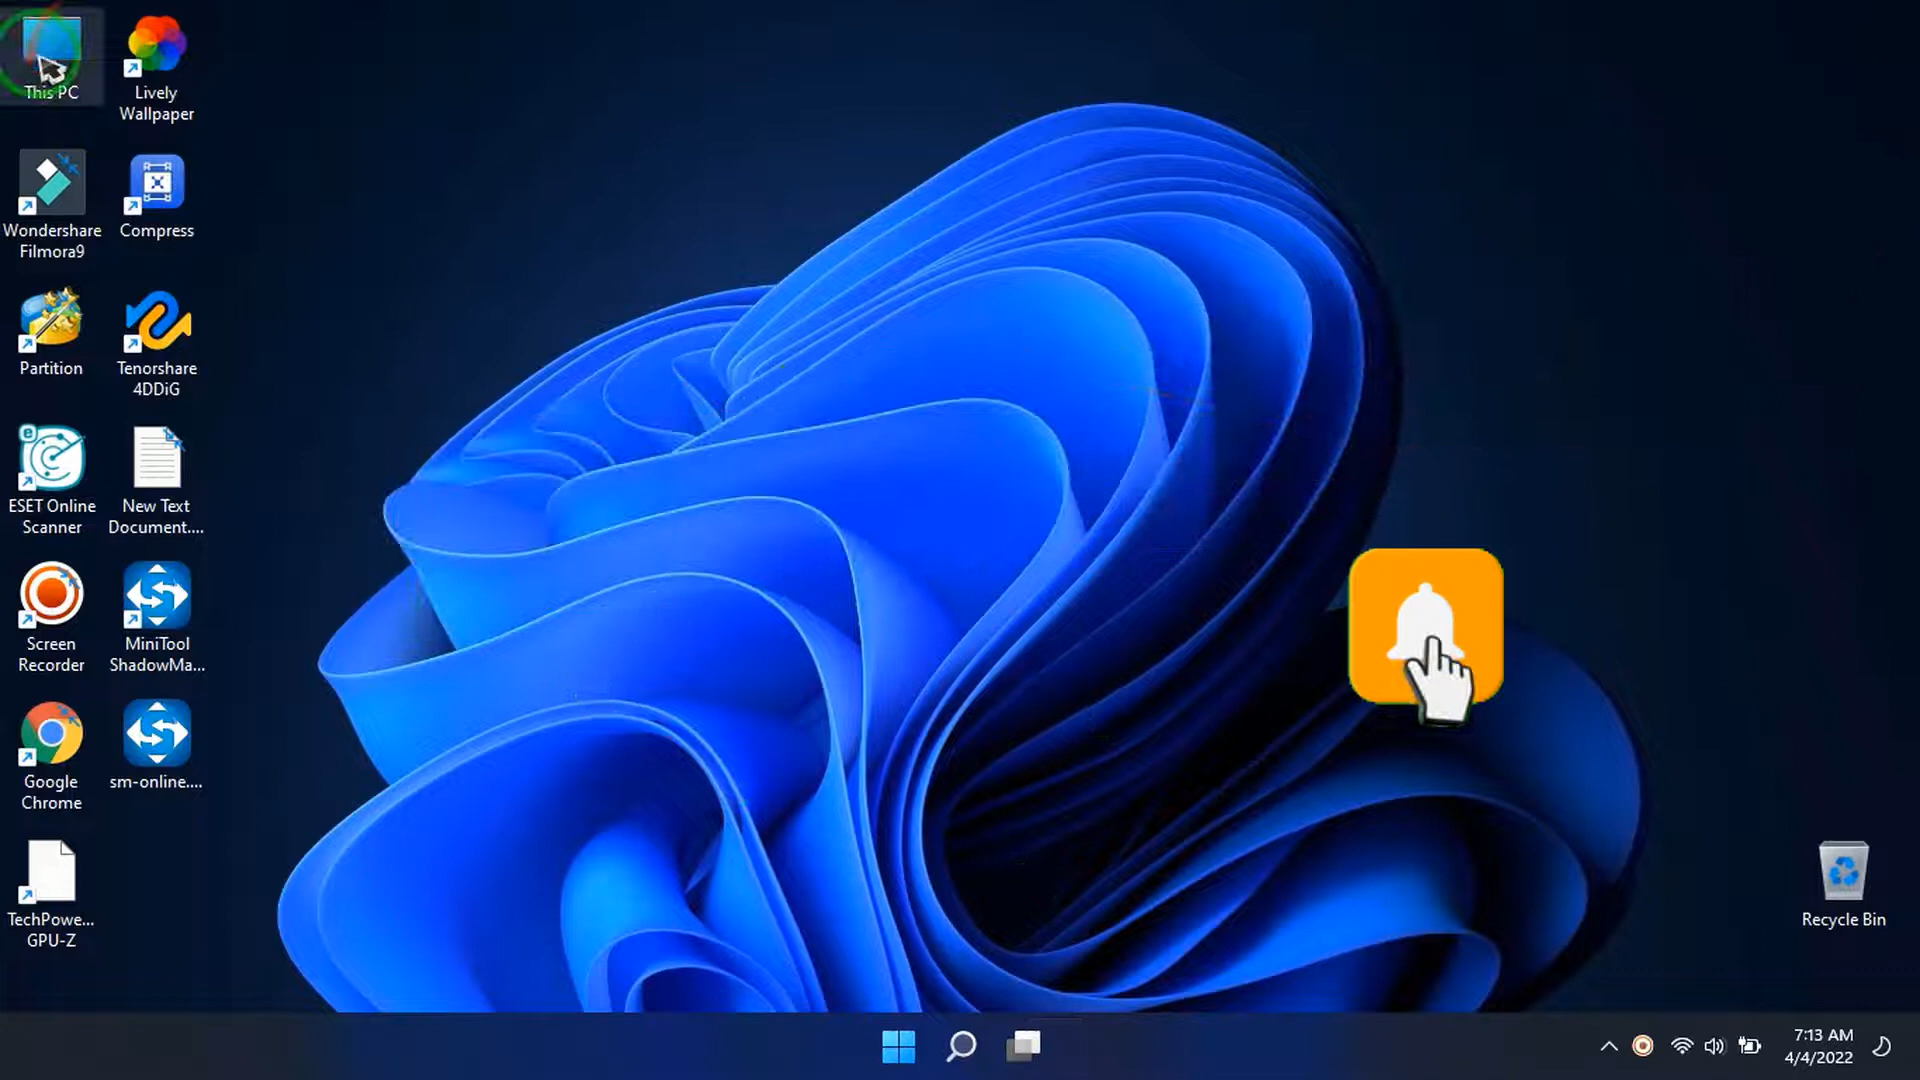 This PC
Lively
Wallpaper
Wondershare
Filmora9
Compress
Partition
Tenorshare
4DDiG
ESET Online
Scanner
New Text
Document....
Screen
Recorder
MiniTool
ShadowMa...
Google
Chrome
sm-online....
TechPowe...
GPU-Z
Recycle Bin
7:13 AM
4/4/2022